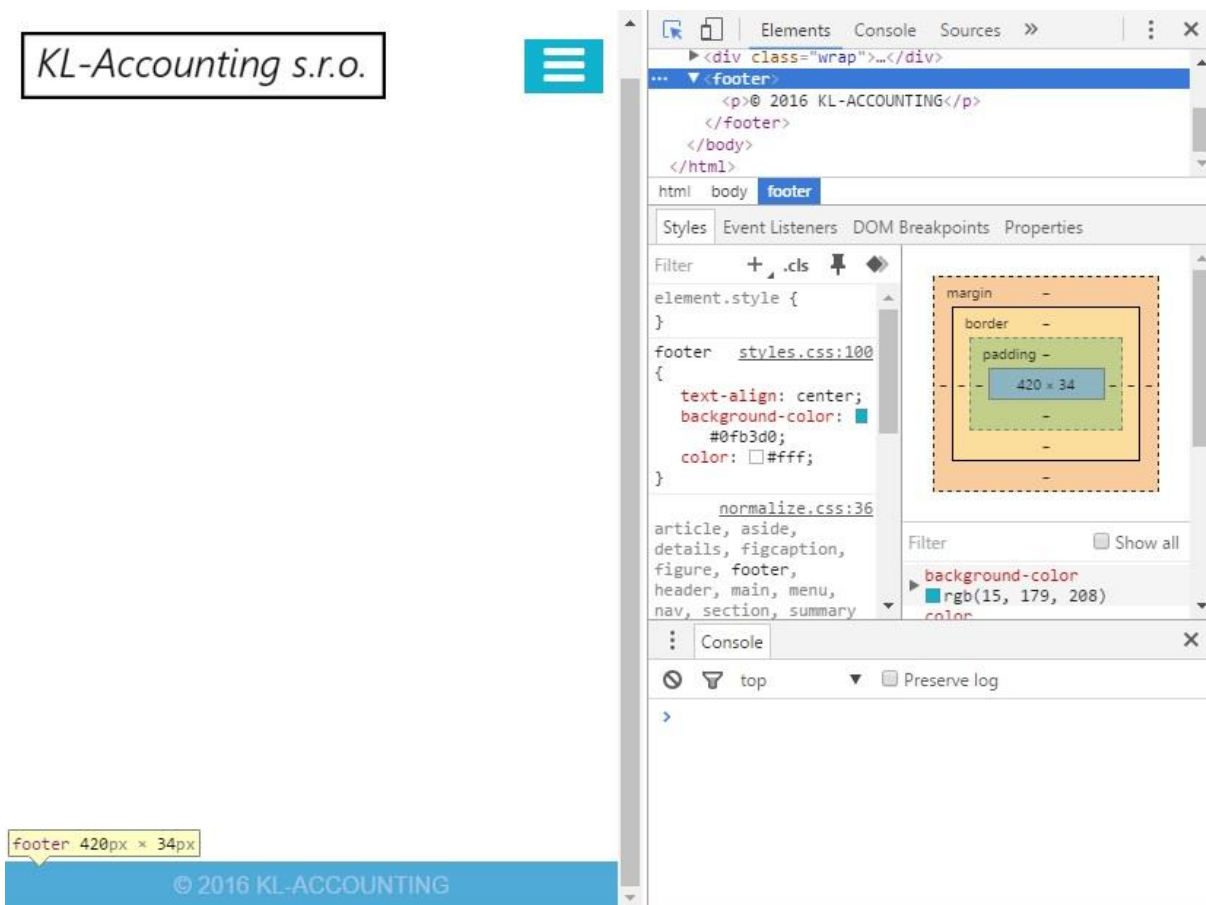 KL-Accounting s.r.o.
footer 420px × 34px
© 2016 KL-ACCOUNTING
Elements Console Sources »
▶<div class="wrap">…</div>
… ▼<footer>
<p>© 2016 KL-ACCOUNTING</p>
</footer>
</body>
</html>
html body footer
Styles Event Listeners DOM Breakpoints Properties
Filter + .cls
element.style {
}
footer styles.css:100
{
text-align: center;
background-color:
#0fb3d0;
color: #fff;
}
normalize.css:36
article, aside,
details, figcaption,
figure, footer,
header, main, menu,
nav, section, summary
margin –
border –
padding –
– – – 420 × 34 – – –
–
–
–
Filter Show all
▶ background-color
rgb(15, 179, 208)
color
Console
top ▼ Preserve log
>